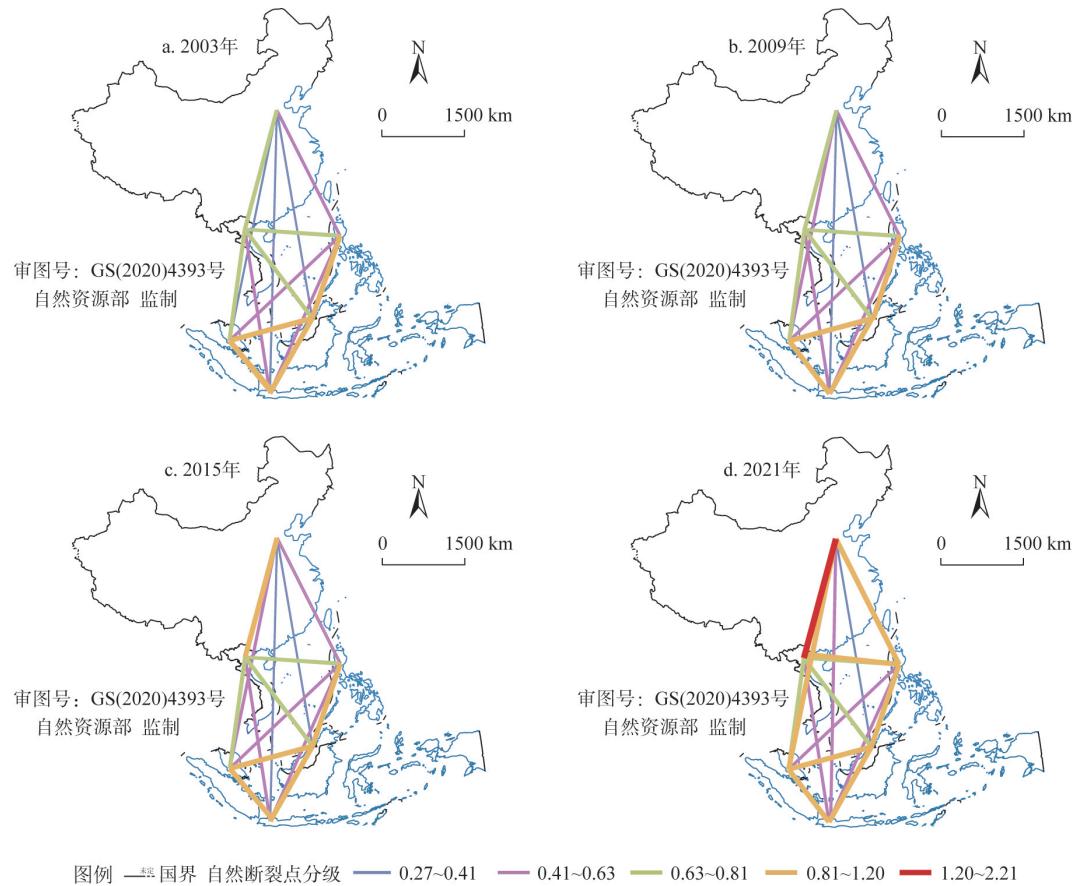 a. 2003年
N
0 1500 km
审图号：GS(2020)4393号
自然资源部 监制
b. 2009年
N
0 1500 km
审图号：GS(2020)4393号
自然资源部 监制
c. 2015年
N
0 1500 km
审图号：GS(2020)4393号
自然资源部 监制
d. 2021年
N
0 1500 km
审图号：GS(2020)4393号
自然资源部 监制
图例 未定 国界 自然断裂点分级 0.27~0.41 0.41~0.63 0.63~0.81 0.81~1.20 1.20~2.21